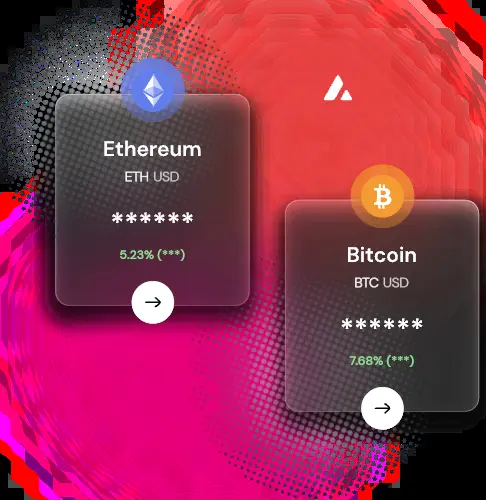 Ethereum
ETH USD
******
5.23% (***)
Bitcoin
BTC USD
******
7.68% (***)